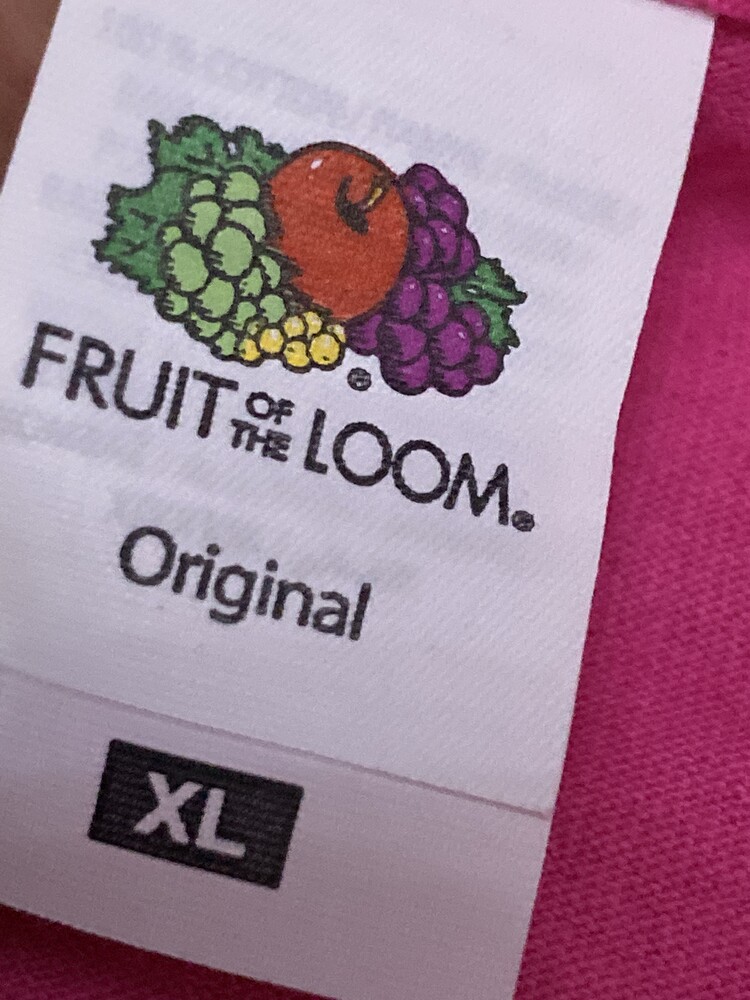 FRUIT OF THE LOOM®
Original
XL